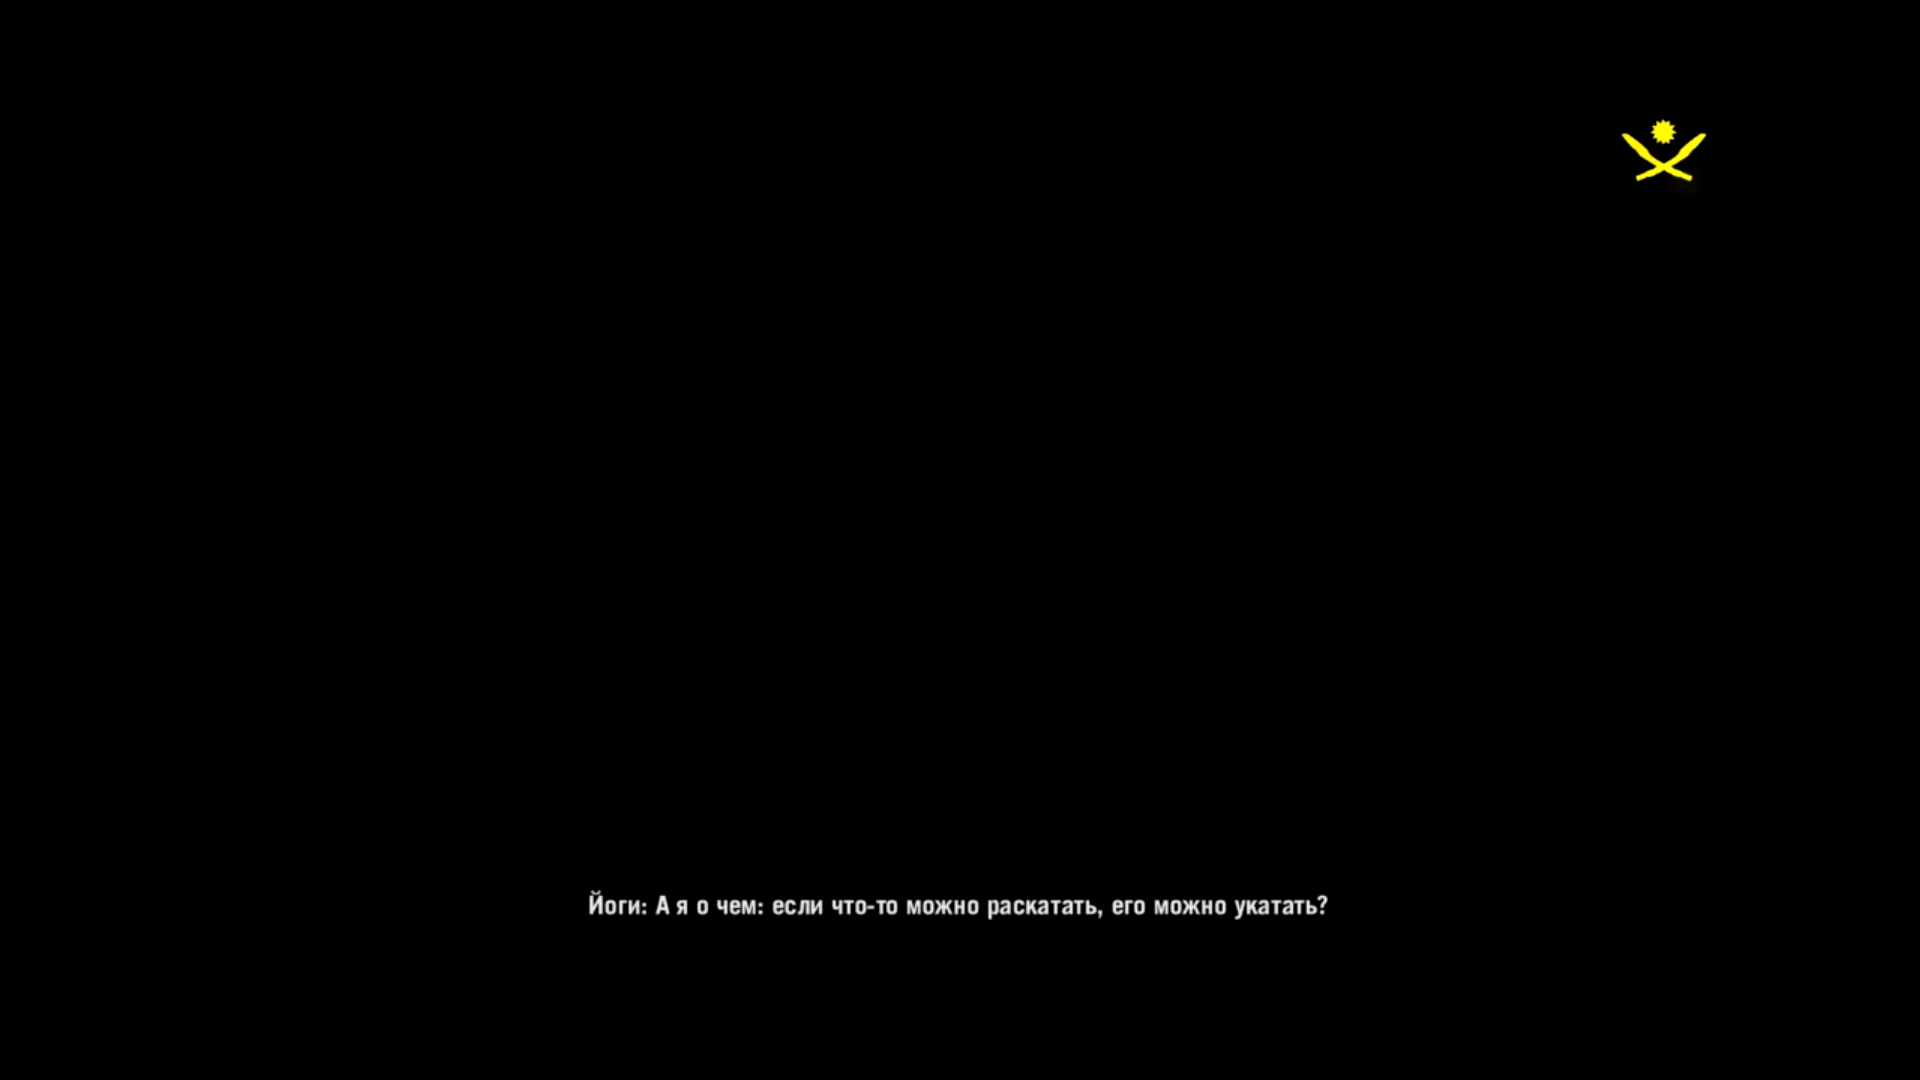 Йоги: А я о чем: если что-то можно раскатать, его можно укатать?